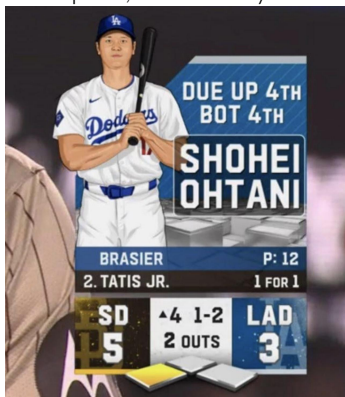 Dodgers
17
DUE UP 4TH
BOT 4TH
SHOHEI
OHTANI
BRASIER P: 12
2. TATIS JR. 1 FOR 1
SD ▲4 1-2 LAD
5 2 OUTS 3